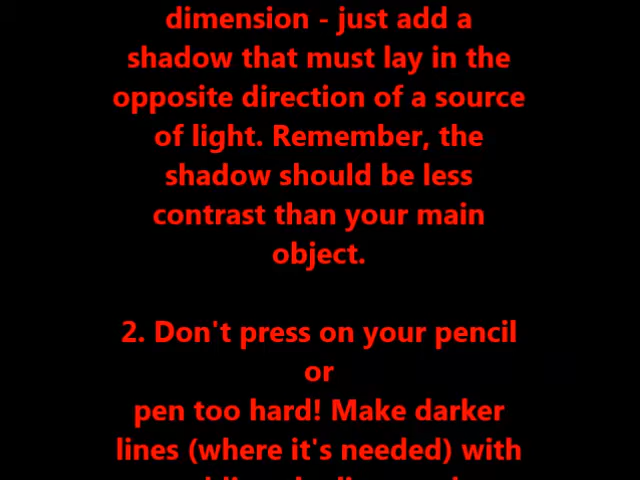 dimension - just add a
shadow that must lay in the
opposite direction of a source
of light. Remember, the
shadow should be less
contrast than your main
object.
2. Don't press on your pencil
or
pen too hard! Make darker
lines (where it's needed) with